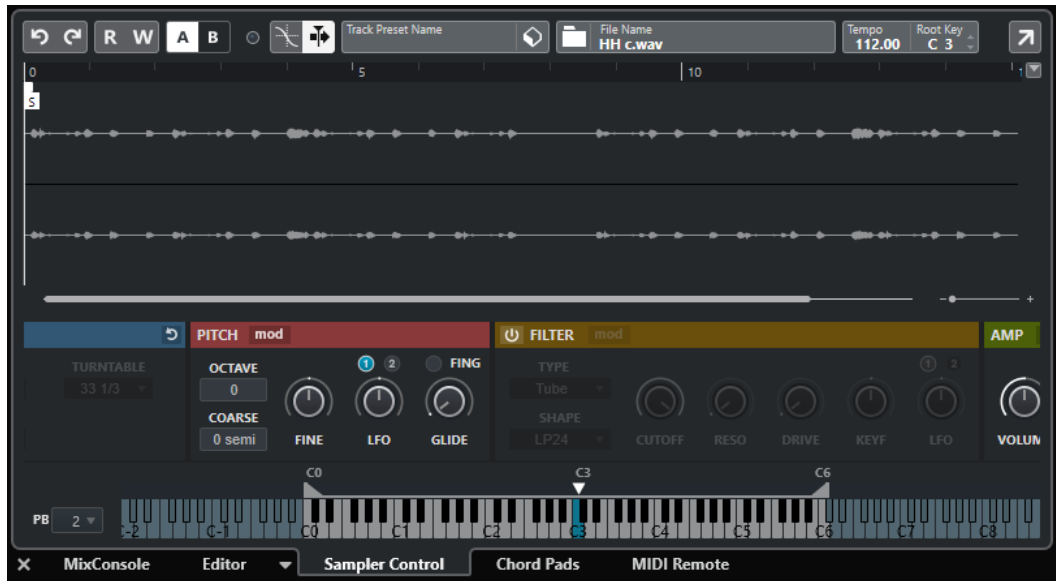 R W A B Track Preset Name File Name Tempo Root Key
HH c.wav 112.00 C 3
0 5 10 1
S
PITCH mod FILTER mod AMP
TURNTABLE OCTAVE 1 2 FING TYPE 1 2
33 1/3 0 Tube
COARSE SHAPE
0 semi FINE LFO GLIDE LP24 CUTOFF RESO DRIVE KEYF LFO VOLUM
C0 C3 C6
PB 2 C-2 C-1 C0 C1 C2 C3 C4 C5 C6 C7 C8
MixConsole Editor Sampler Control Chord Pads MIDI Remote